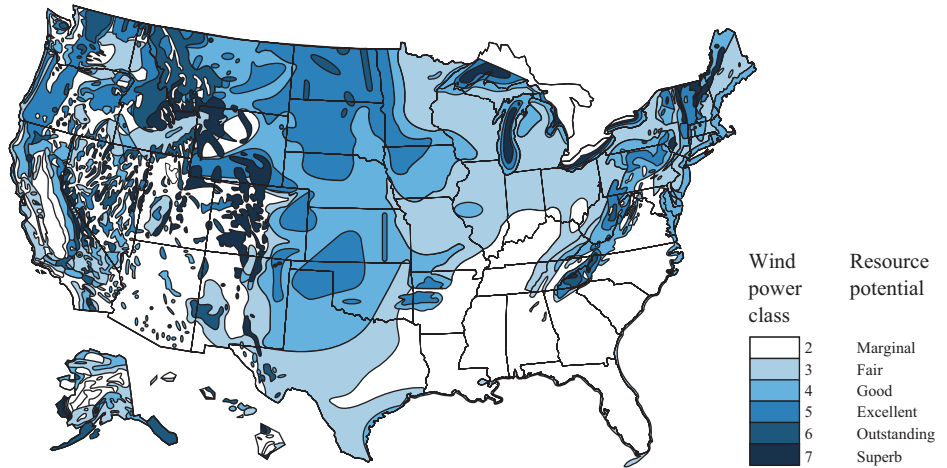 Wind power class
Resource potential
2 Marginal
3 Fair
4 Good
5 Excellent
6 Outstanding
7 Superb